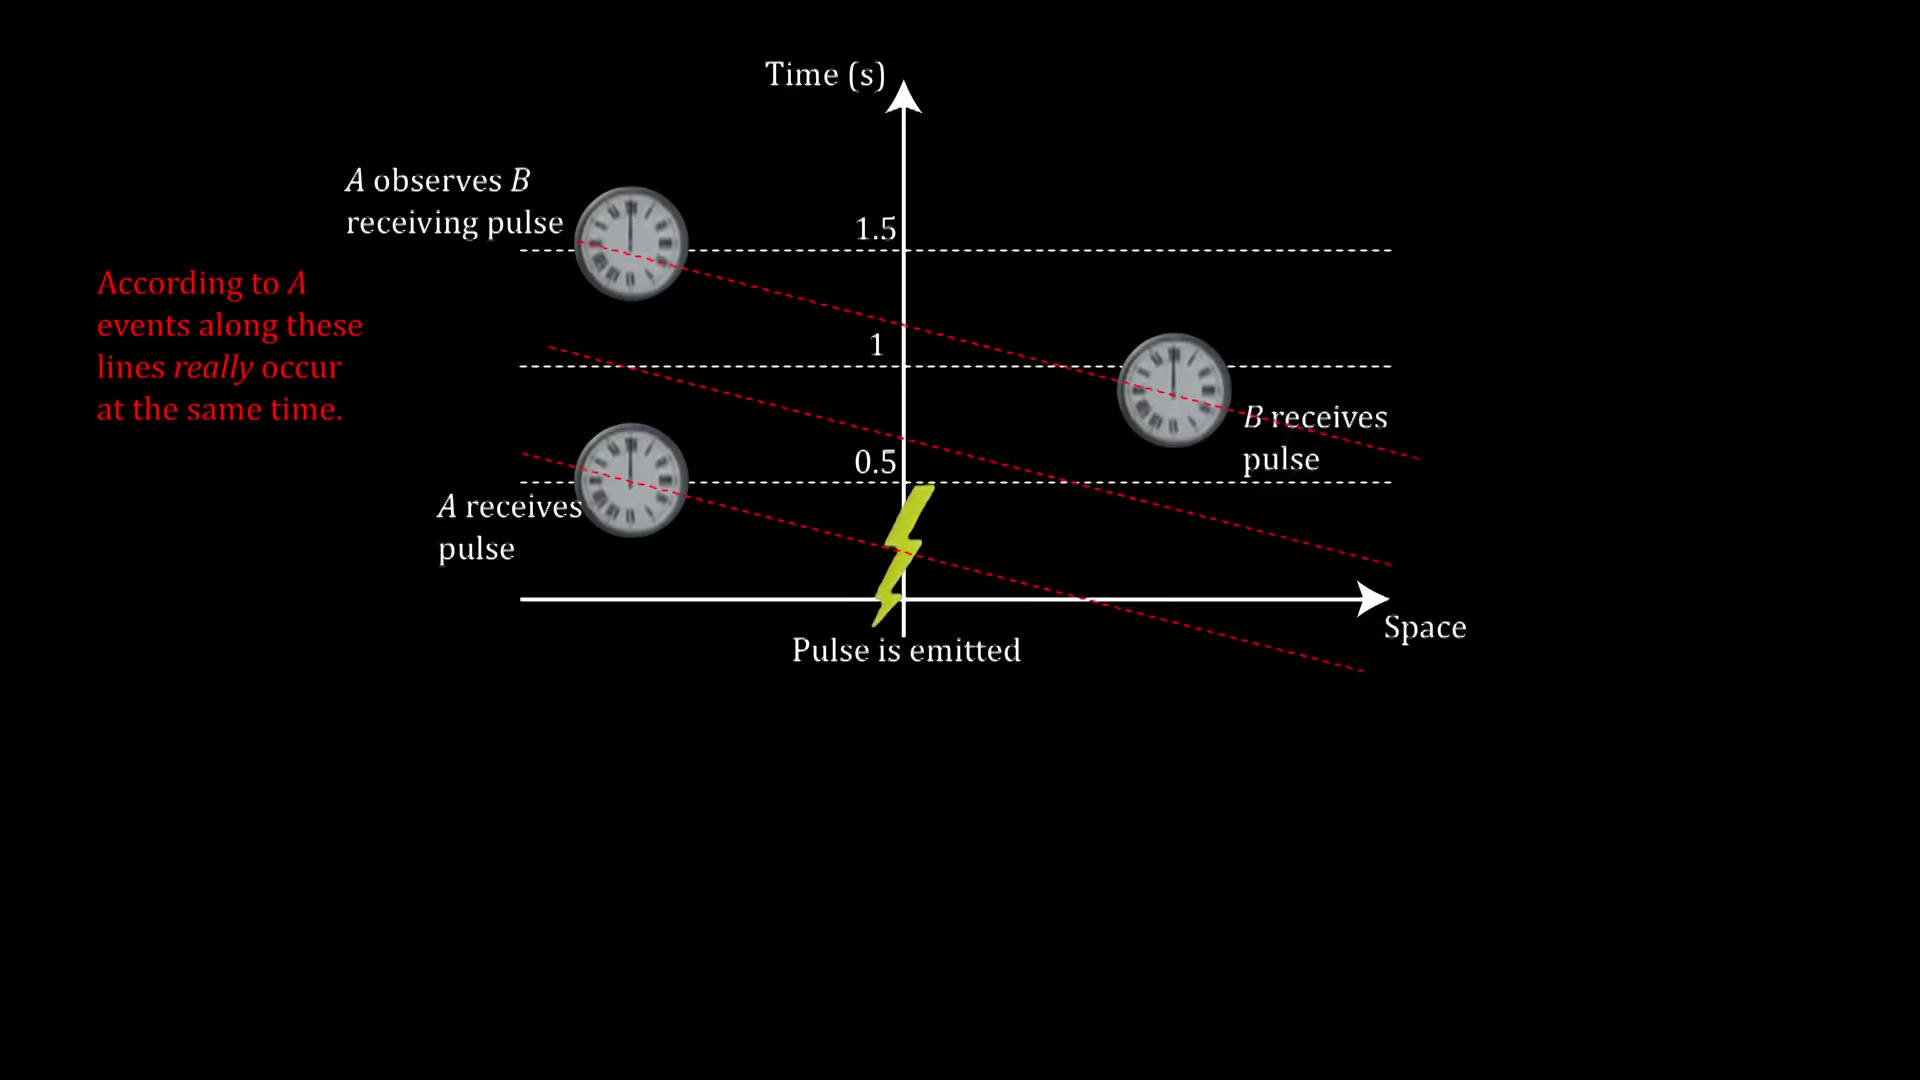 Time (s)
A observes B
receiving pulse
1.5
According to A
events along these
lines really occur
at the same time.
1
B receives
pulse
0.5
A receives
pulse
Space
Pulse is emitted